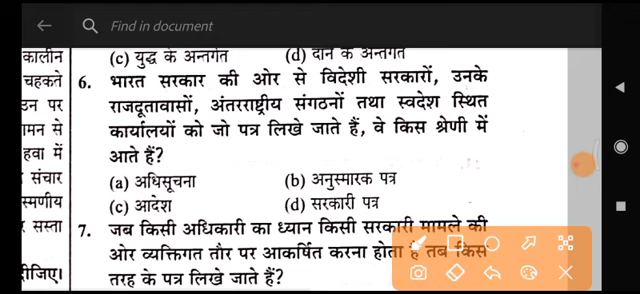 Find in document
कालीन
चहकते
उन पर
ामन से
हवा में
संचार
स्मणीय
सस्ता
ीजिए।
(c) युद्ध के अन्तर्गत (d) दान के अन्तर्गत
6. भारत सरकार की ओर से विदेशी सरकारों, उनके
राजदूतावासों, अंतरराष्ट्रीय संगठनों तथा स्वदेश स्थित
कार्यालयों को जो पत्र लिखे जाते हैं, वे किस श्रेणी में
आते हैं?
(a) अधिसूचना (b) अनुस्मारक पत्र
(c) आदेश (d) सरकारी पत्र
7. जब किसी अधिकारी का ध्यान किसी सरकारी मामले की
ओर व्यक्तिगत तौर पर आकर्षित करना होता है तब किस
तरह के पत्र लिखे जाते हैं?